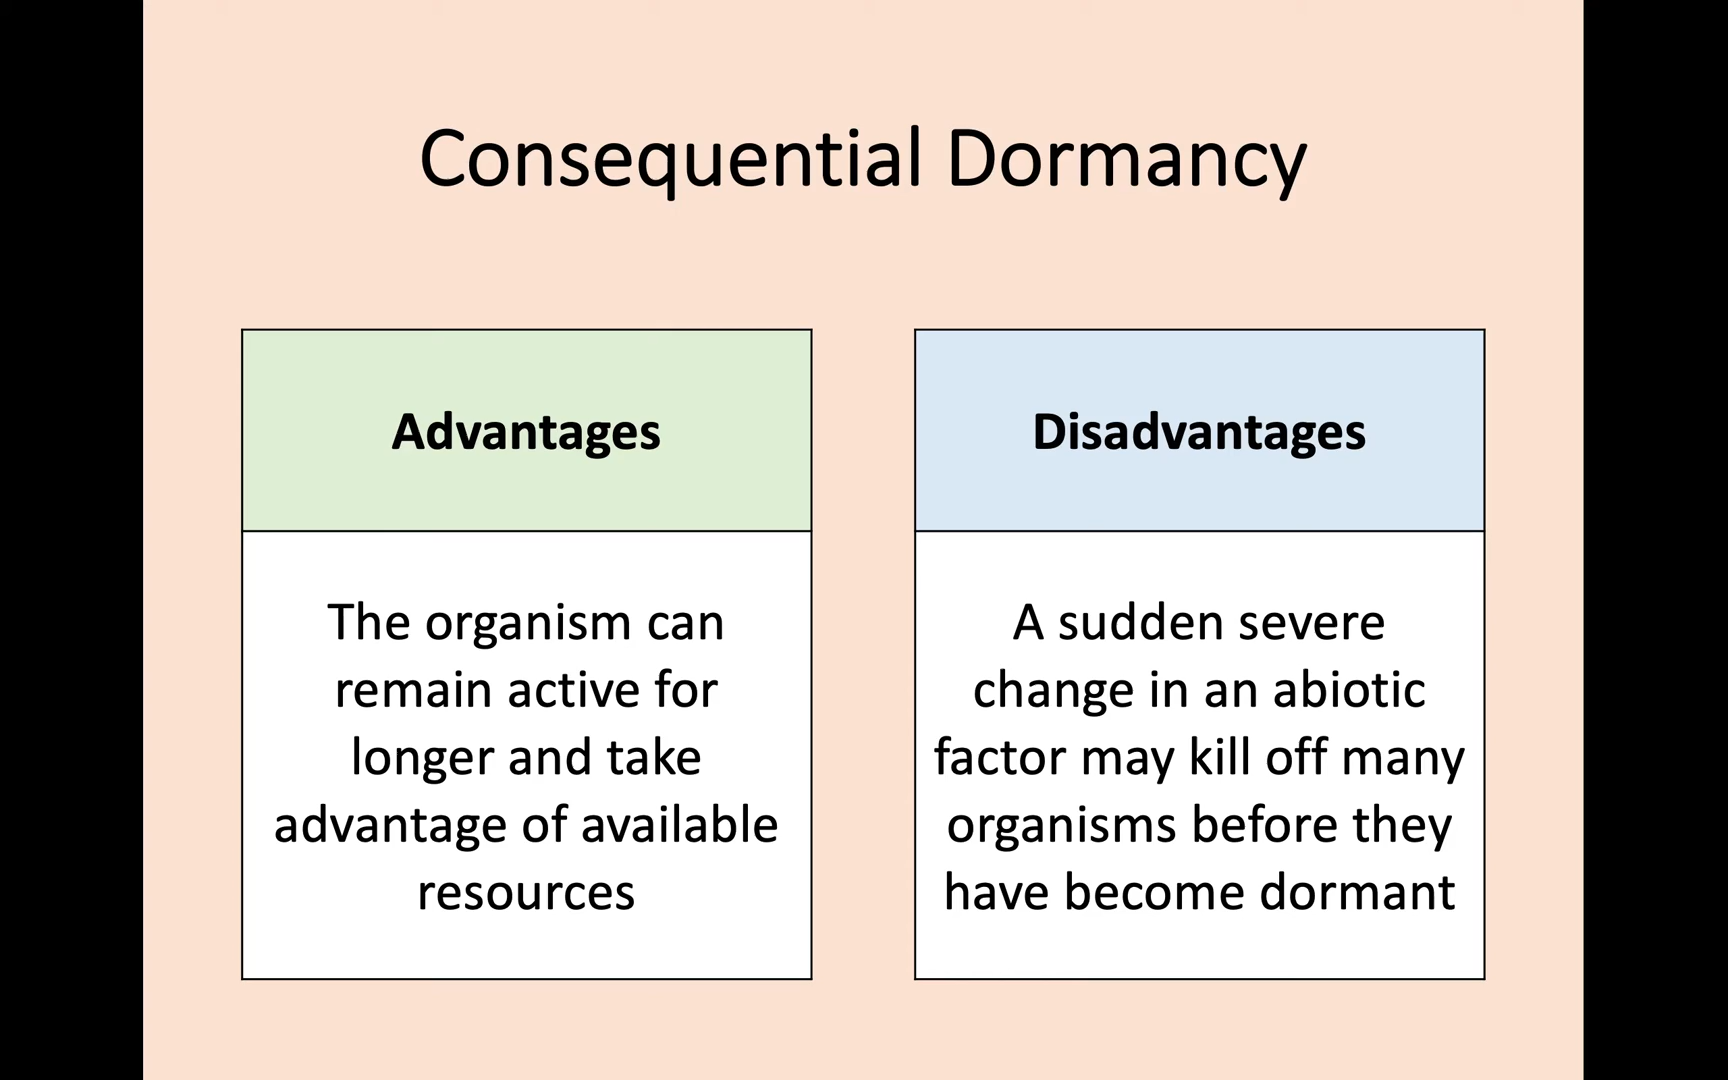 Consequential Dormancy
Advantages
The organism can
remain active for
longer and take
advantage of available
resources
Disadvantages
A sudden severe
change in an abiotic
factor may kill off many
organisms before they
have become dormant